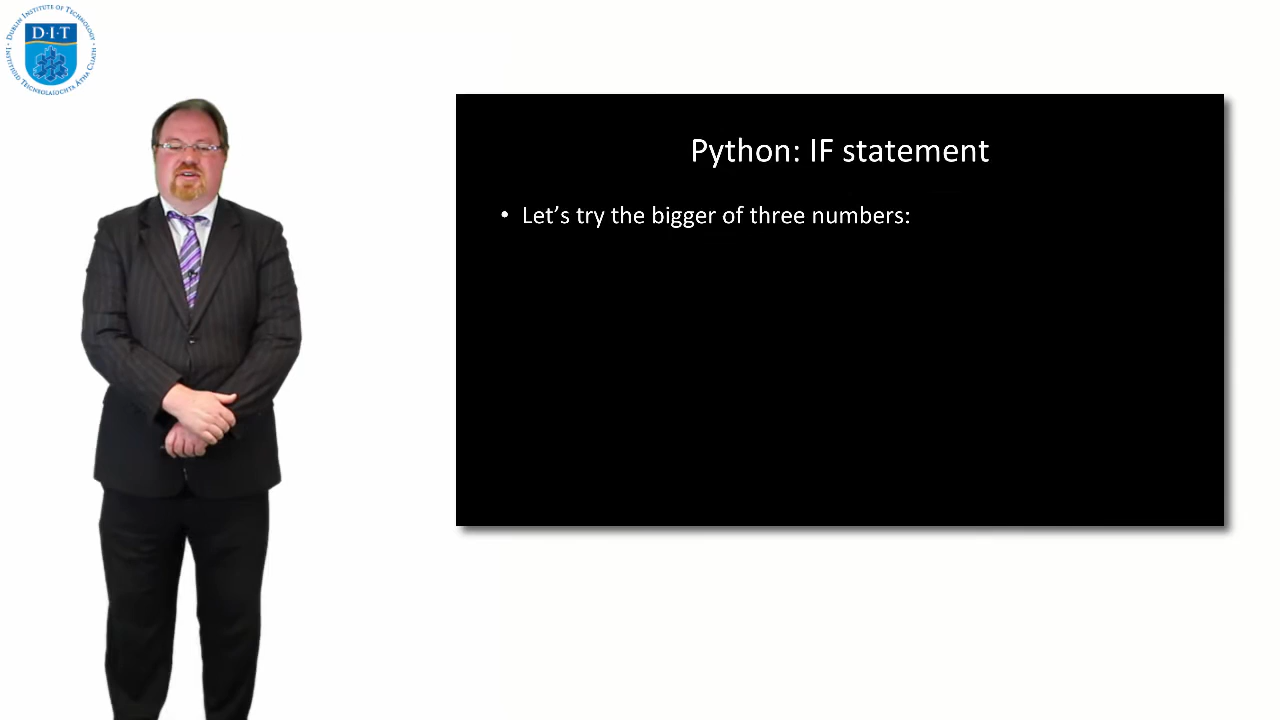 DUBLIN INSTITUTE OF TECHNOLOGY
D·I·T
INSTITIÚID TEICNEOLAÍOCHTA ÁTHA CLIATH
Python: IF statement
• Let's try the bigger of three numbers: